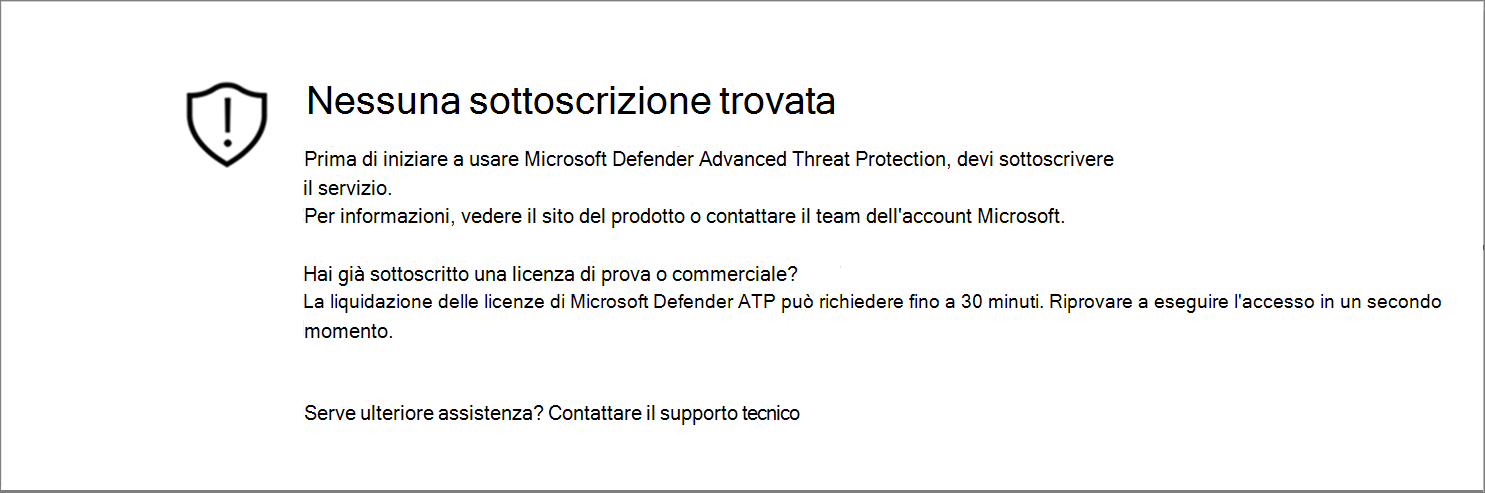 Nessuna sottoscrizione trovata
Prima di iniziare a usare Microsoft Defender Advanced Threat Protection, devi sottoscrivere
il servizio.
Per informazioni, vedere il sito del prodotto o contattare il team dell'account Microsoft.
Hai già sottoscritto una licenza di prova o commerciale?
La liquidazione delle licenze di Microsoft Defender ATP può richiedere fino a 30 minuti. Riprovare a eseguire l'accesso in un secondo
momento.
Serve ulteriore assistenza? Contattare il supporto tecnico